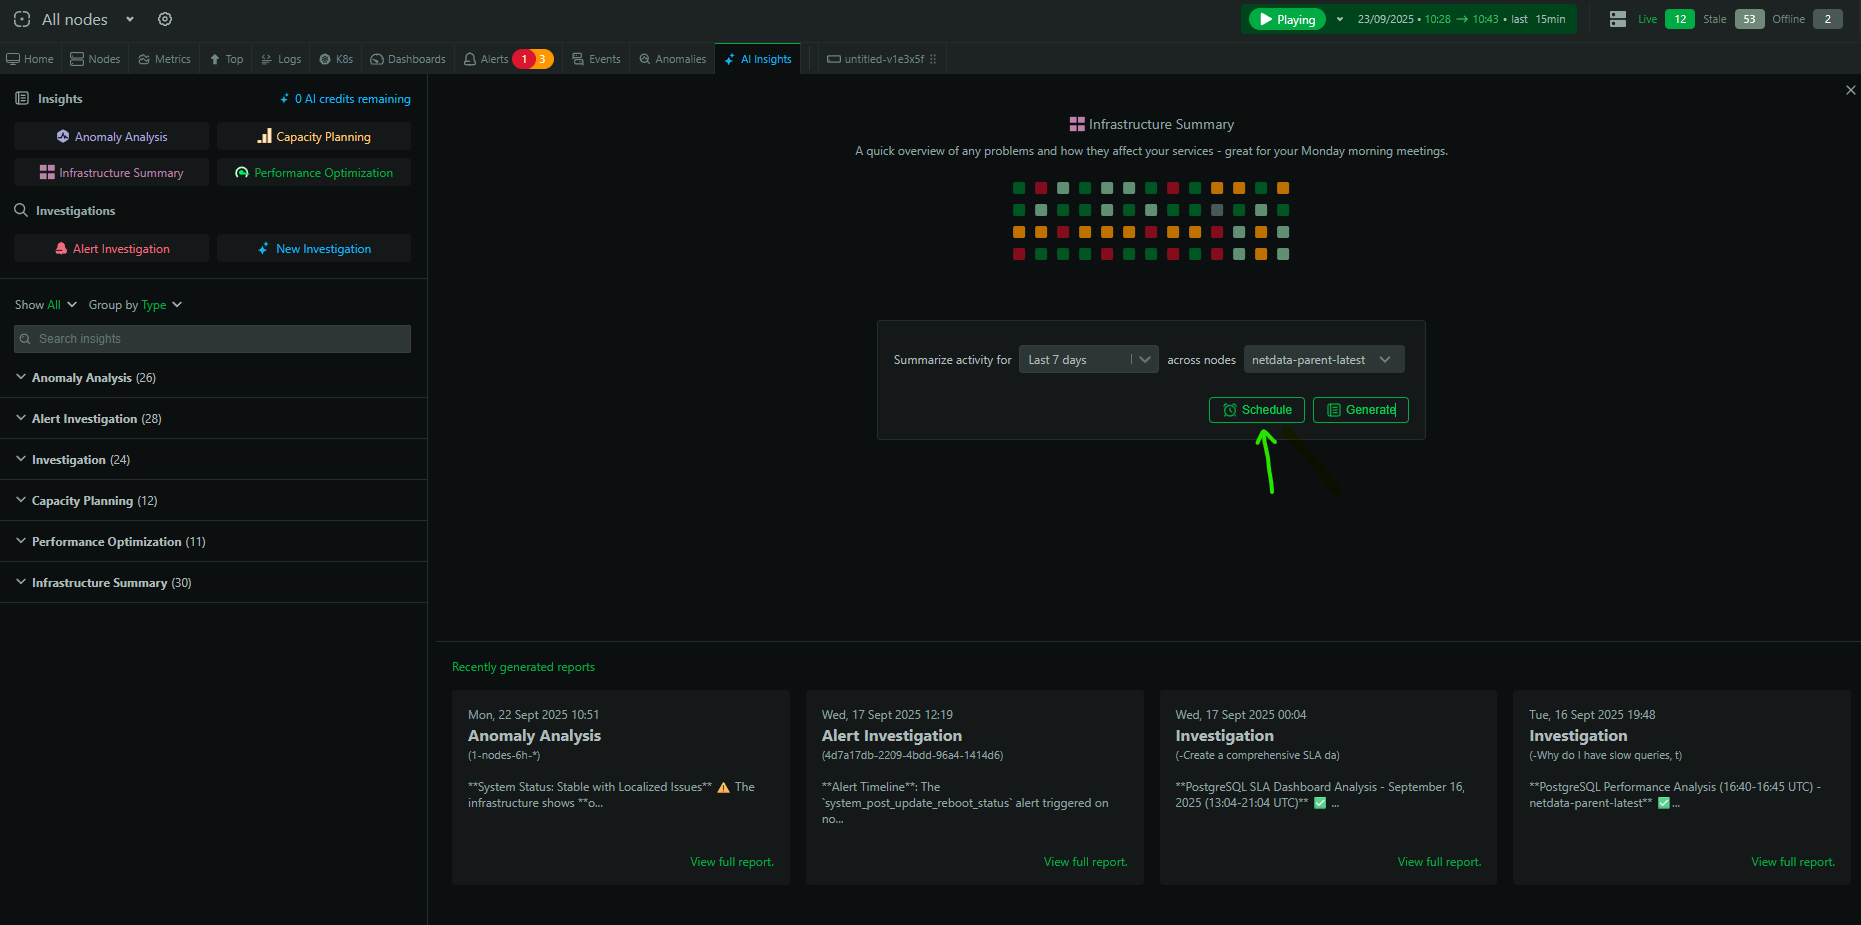 All nodes
Playing 23/09/2025 • 10:28 → 10:43 • last 15min Live 12 Stale 53 Offline 2
Home Nodes Metrics Top Logs K8s Dashboards Alerts 1 3 Events Anomalies AI Insights untitled-v1e3x5f
Insights 0 AI credits remaining
Anomaly Analysis Capacity Planning
Infrastructure Summary Performance Optimization
Investigations
Alert Investigation New Investigation
Show All Group by Type
Search insights
Anomaly Analysis (26)
Alert Investigation (28)
Investigation (24)
Capacity Planning (12)
Performance Optimization (11)
Infrastructure Summary (30)
Infrastructure Summary
A quick overview of any problems and how they affect your services - great for your Monday morning meetings.
Summarize activity for Last 7 days across nodes netdata-parent-latest
Schedule Generate
Recently generated reports
Mon, 22 Sept 2025 10:51
Anomaly Analysis
(1-nodes-6h-*)
**System Status: Stable with Localized Issues** ⚠️ The
infrastructure shows **o...
View full report.
Wed, 17 Sept 2025 12:19
Alert Investigation
(4d7a17db-2209-4bdd-96a4-1414d6)
**Alert Timeline**: The
`system_post_update_reboot_status` alert triggered on
no...
View full report.
Wed, 17 Sept 2025 00:04
Investigation
(-Create a comprehensive SLA da)
**PostgreSQL SLA Dashboard Analysis - September 16,
2025 (13:04-21:04 UTC)** ✅ ...
View full report.
Tue, 16 Sept 2025 19:48
Investigation
(-Why do I have slow queries, t)
**PostgreSQL Performance Analysis (16:40-16:45 UTC) -
netdata-parent-latest** ✅...
View full report.